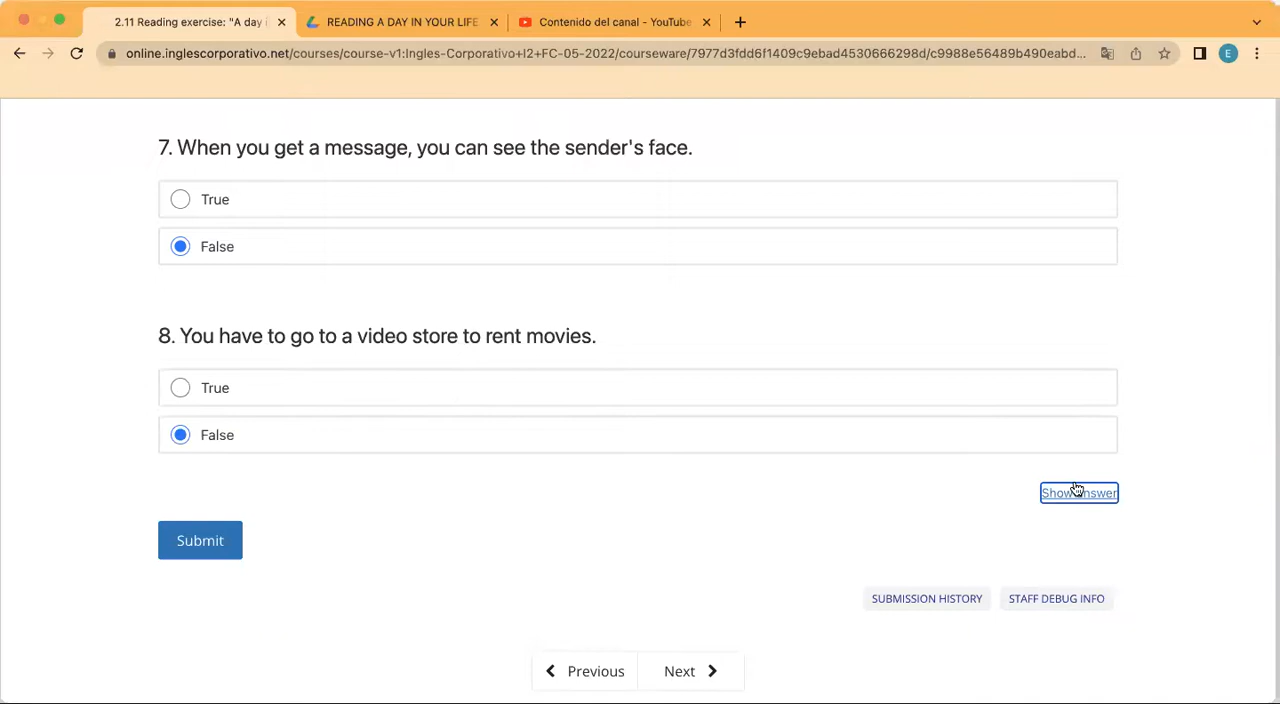 2.11 Reading exercise: "A day i
READING A DAY IN YOUR LIFE
Contenido del canal - YouTube
online.inglescorporativo.net/courses/course-v1:Ingles-Corporativo+I2+FC-05-2022/courseware/7977d3fdd6f1409c9ebad4530666298d/c9988e56489b490eabd...
E
7. When you get a message, you can see the sender's face.
True
False
8. You have to go to a video store to rent movies.
True
False
Show answer
Submit
SUBMISSION HISTORY
STAFF DEBUG INFO
Previous
Next